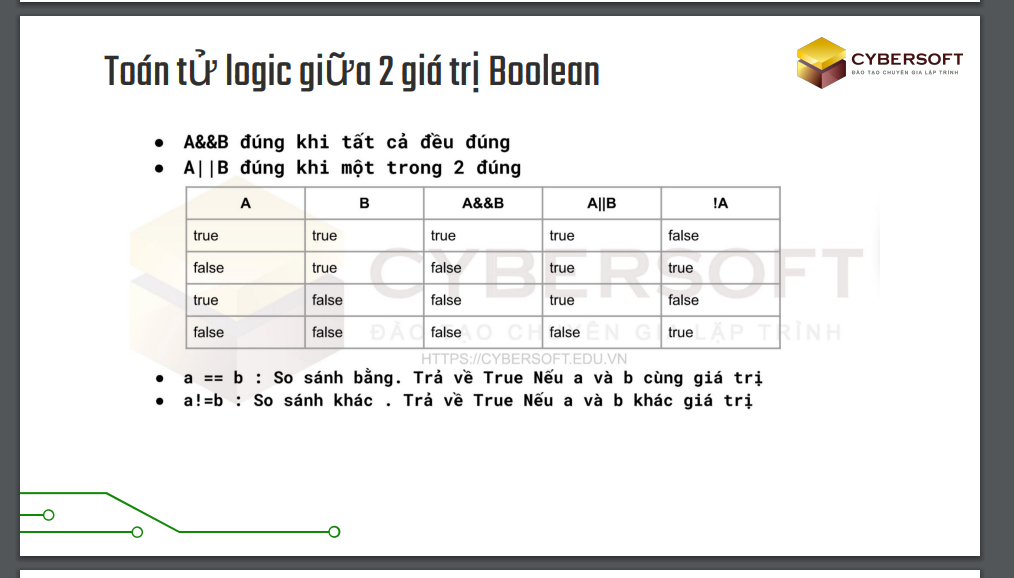 Toán tử logic giữa 2 giá trị Boolean
CYBERSOFT
ĐÀO TẠO CHUYÊN GIA LẬP TRÌNH
● A&&B đúng khi tất cả đều đúng
● A||B đúng khi một trong 2 đúng
A B A&&B A||B !A
true true true true false
false true false true true
true false false true false
false false false false true
CYBERSOFT
ĐÀO TẠO CHUYÊN GIA LẬP TRÌNH
HTTPS://CYBERSOFT.EDU.VN
● a == b : So sánh bằng. Trả về True Nếu a và b cùng giá trị
● a!=b : So sánh khác . Trả về True Nếu a và b khác giá trị